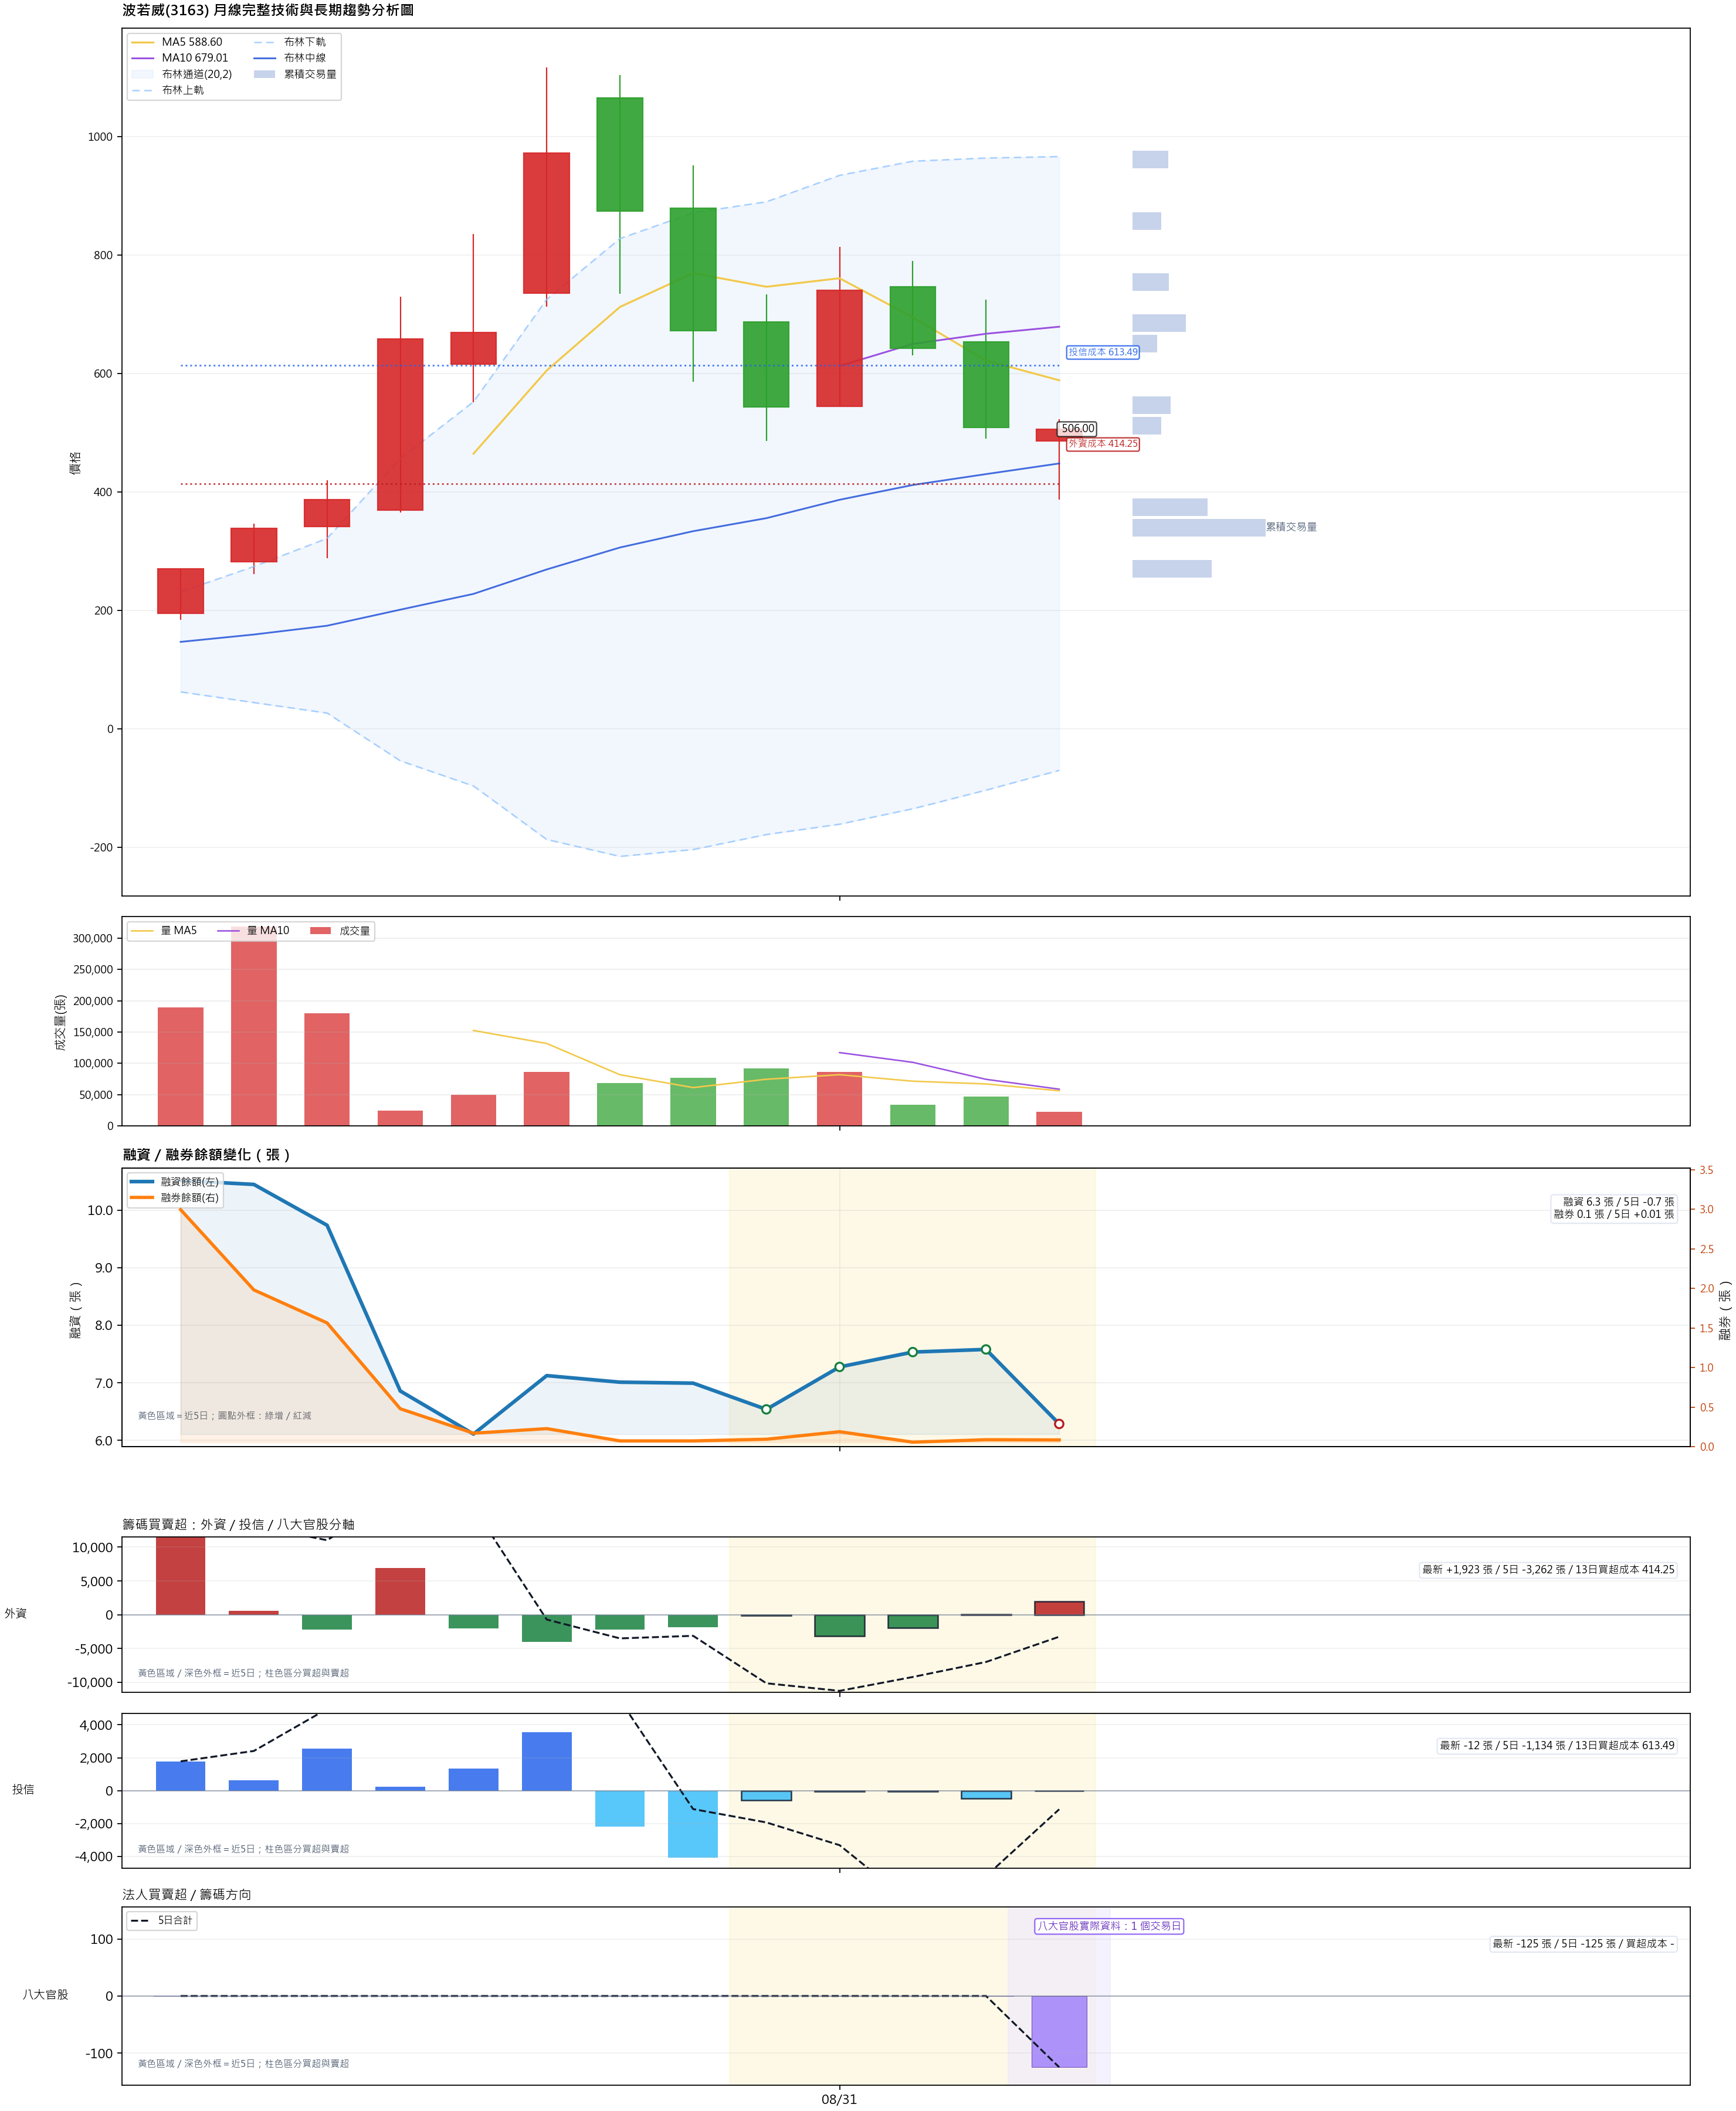 波若威(3163) 月線完整技術與長期趨勢分析圖
MA5 588.60
MA10 679.01
布林通道(20,2)
布林上軌
布林下軌
布林中線
累積交易量
1000
800
600
400
200
0
-200
價格
投信成本 613.49
506.00
外資成本 414.25
累積交易量
量 MA5
量 MA10
成交量
300,000
250,000
200,000
150,000
100,000
50,000
0
成交量(張)
融資 / 融券餘額變化 ( 張 )
融資餘額(左)
融券餘額(右)
10.0
9.0
8.0
7.0
6.0
融資 ( 張 )
3.5
3.0
2.5
2.0
1.5
1.0
0.5
0.0
融券 ( 張 )
融資 6.3 張 / 5日 -0.7 張
融券 0.1 張 / 5日 +0.01 張
黃色區域 = 近5日 ; 圓點外框 : 綠增 / 紅減
籌碼買賣超 : 外資 / 投信 / 八大官股分軸
10,000
5,000
0
-5,000
-10,000
外資
最新 +1,923 張 / 5日 -3,262 張 / 13日買超成本 414.25
黃色區域 / 深色外框 = 近5日 ; 柱色區分買超與賣超
4,000
2,000
0
-2,000
-4,000
投信
最新 -12 張 / 5日 -1,134 張 / 13日買超成本 613.49
黃色區域 / 深色外框 = 近5日 ; 柱色區分買超與賣超
法人買賣超 / 籌碼方向
5日合計
100
0
-100
八大官股
八大官股實際資料 : 1 個交易日
最新 -125 張 / 5日 -125 張 / 買超成本 -
黃色區域 / 深色外框 = 近5日 ; 柱色區分買超與賣超
08/31